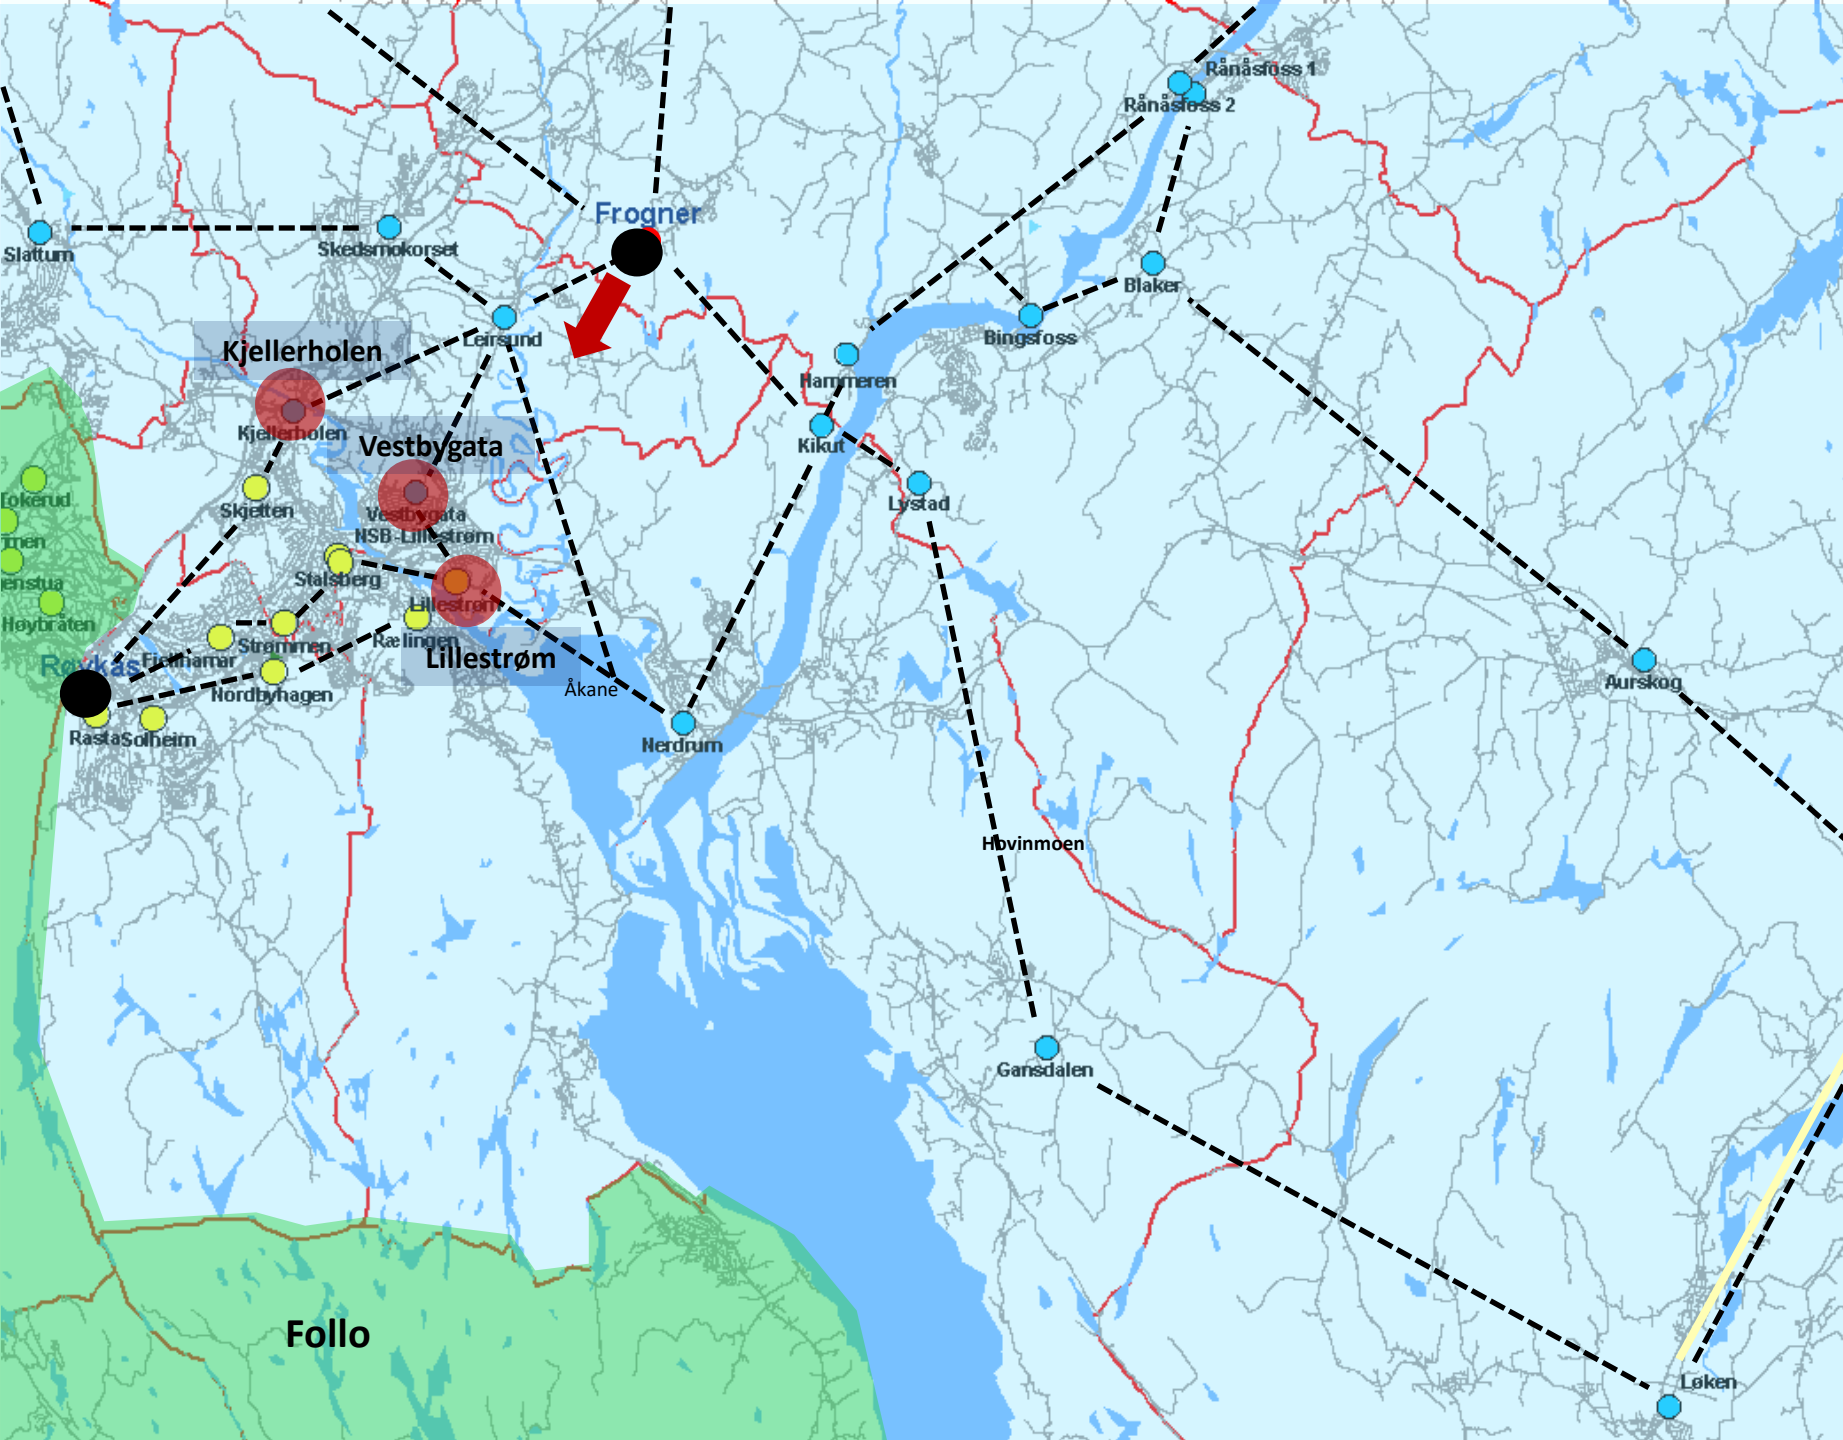 Rånåsfoss 1
Rånåsfoss 2
Frogner
Slattum
Skedsmokorset
Blaker
Leirsund
Bingsfoss
Kjellerholen
Hammeren
Kjellerholen
Vestbygata
Kikut
Tokerud
Skjetten
Lystad
Vestbygata
NSB-Lillestrøm
Stalsberg
Lillestrøm
Høybråten
Strømmen
Rælingen
Fjellhamar
Røykås
Lillestrøm
Nordbyhagen
Åkane
Aurskog
Rasta
Solheim
Nerdrum
Hovinmoen
Gansdalen
Follo
Løken